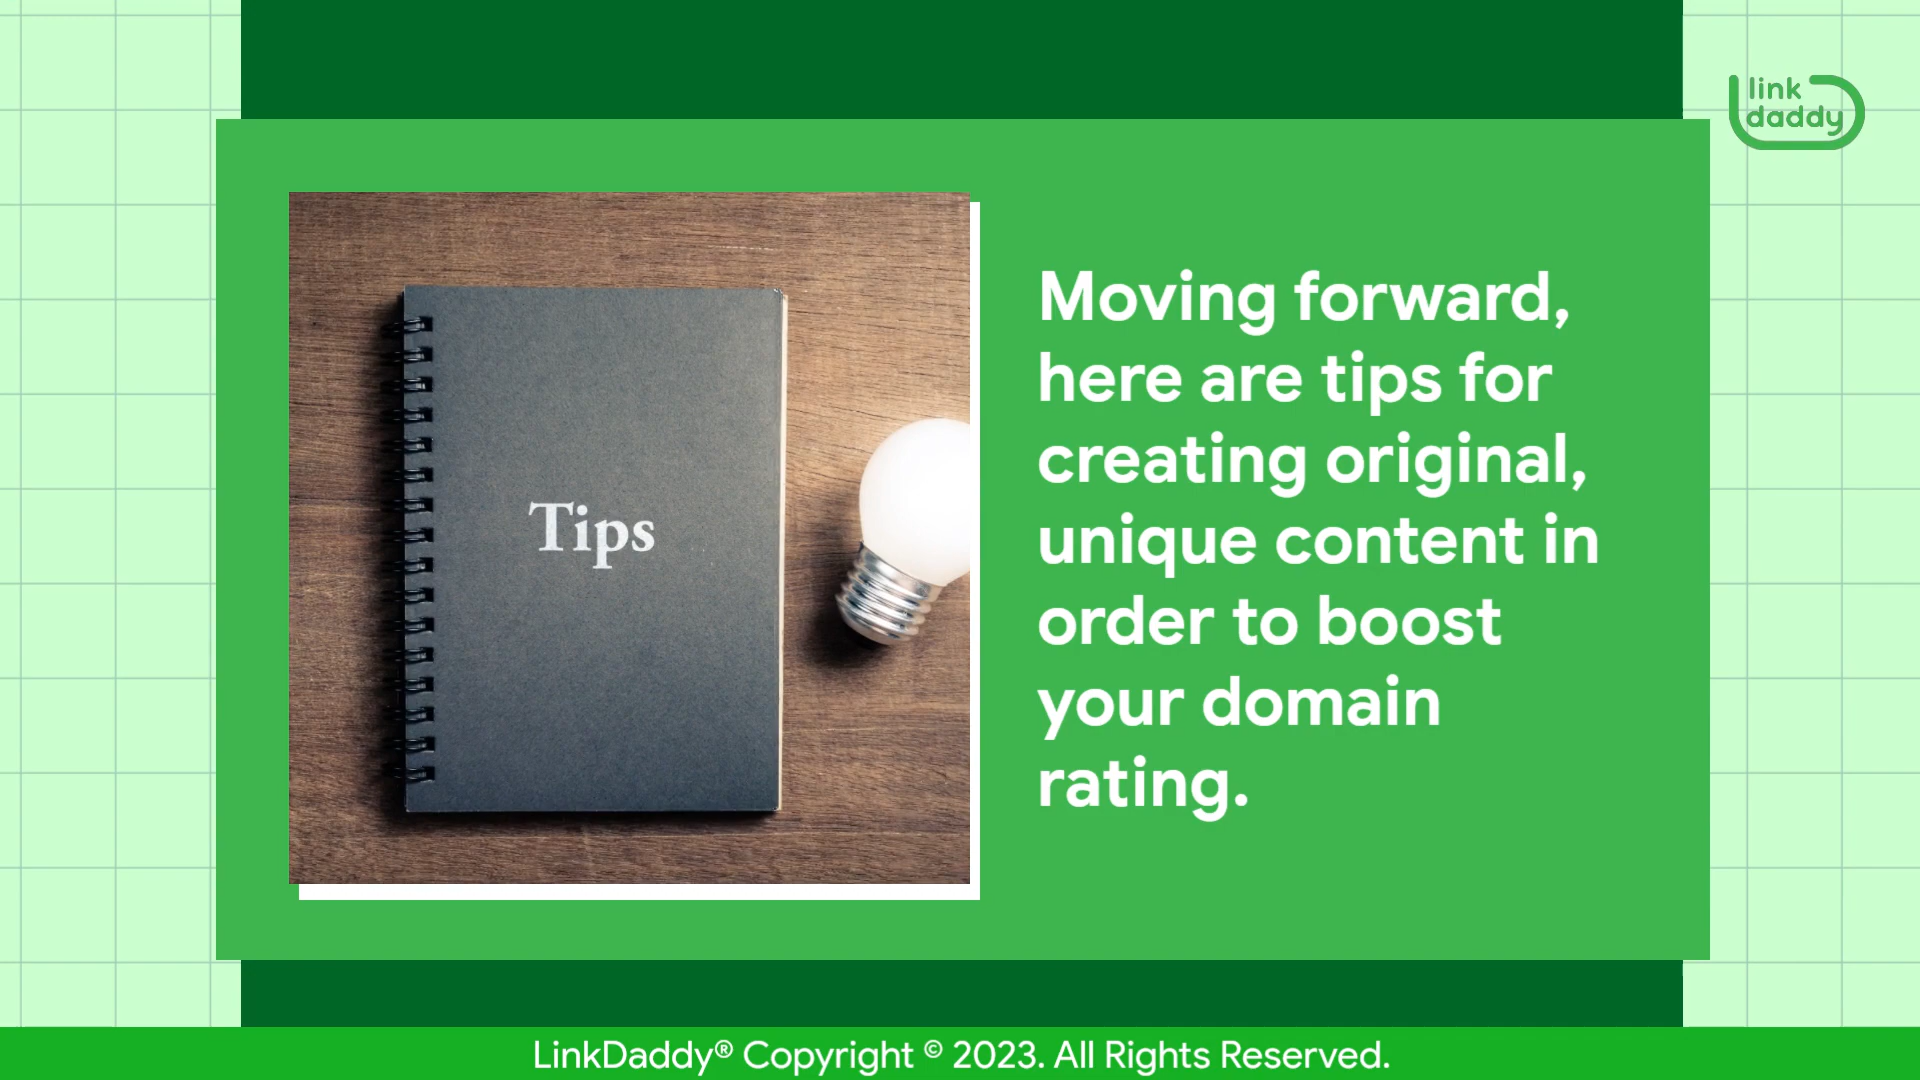 link
daddy
Tips
Moving forward,
here are tips for
creating original,
unique content in
order to boost
your domain
rating.
LinkDaddy® Copyright © 2023. All Rights Reserved.